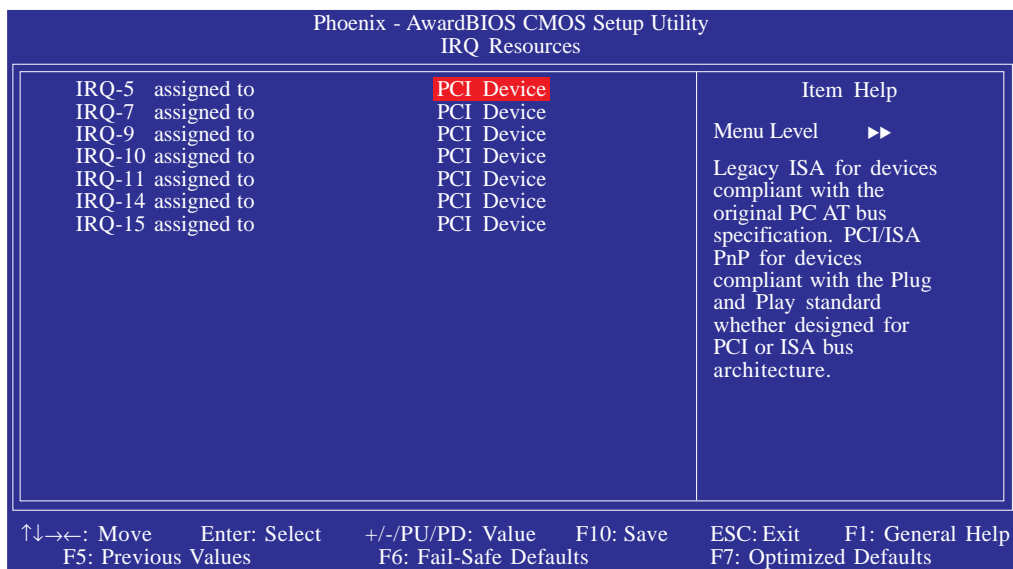 Phoenix - AwardBIOS CMOS Setup Utility
IRQ Resources
IRQ-5 assigned to PCI Device
IRQ-7 assigned to PCI Device
IRQ-9 assigned to PCI Device
IRQ-10 assigned to PCI Device
IRQ-11 assigned to PCI Device
IRQ-14 assigned to PCI Device
IRQ-15 assigned to PCI Device
Item Help
Menu Level ▶▶
Legacy ISA for devices
compliant with the
original PC AT bus
specification. PCI/ISA
PnP for devices
compliant with the Plug
and Play standard
whether designed for
PCI or ISA bus
architecture.
↑↓→←: Move Enter: Select +/-/PU/PD: Value F10: Save ESC: Exit F1: General Help
F5: Previous Values F6: Fail-Safe Defaults F7: Optimized Defaults